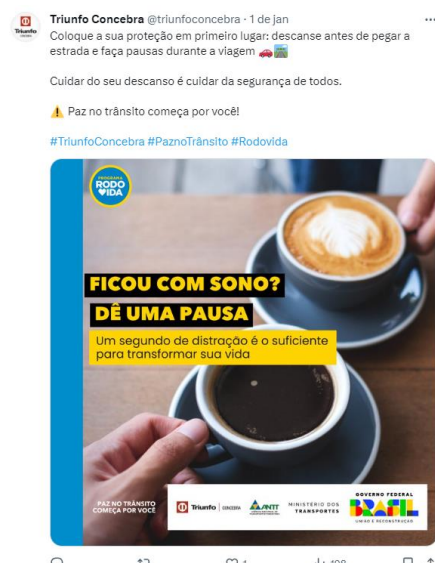 Triunfo Concebra @triunfoconcebra · 1 de jan
Coloque a sua proteção em primeiro lugar: descanse antes de pegar a
estrada e faça pausas durante a viagem 🚗🛣️
Cuidar do seu descanso é cuidar da segurança de todos.
⚠️ Paz no trânsito começa por você!
#TriunfoConcebra #PaznoTrânsito #Rodovida
PROGRAMA
RODO
VIDA
FICOU COM SONO?
DÊ UMA PAUSA
Um segundo de distração é o suficiente
para transformar sua vida
PAZ NO TRÂNSITO
COMEÇA POR VOCÊ
Triunfo CONCEBRA
ANTT
MINISTÉRIO DOS
TRANSPORTES
GOVERNO FEDERAL
BRASIL
UNIÃO E RECONSTRUÇÃO